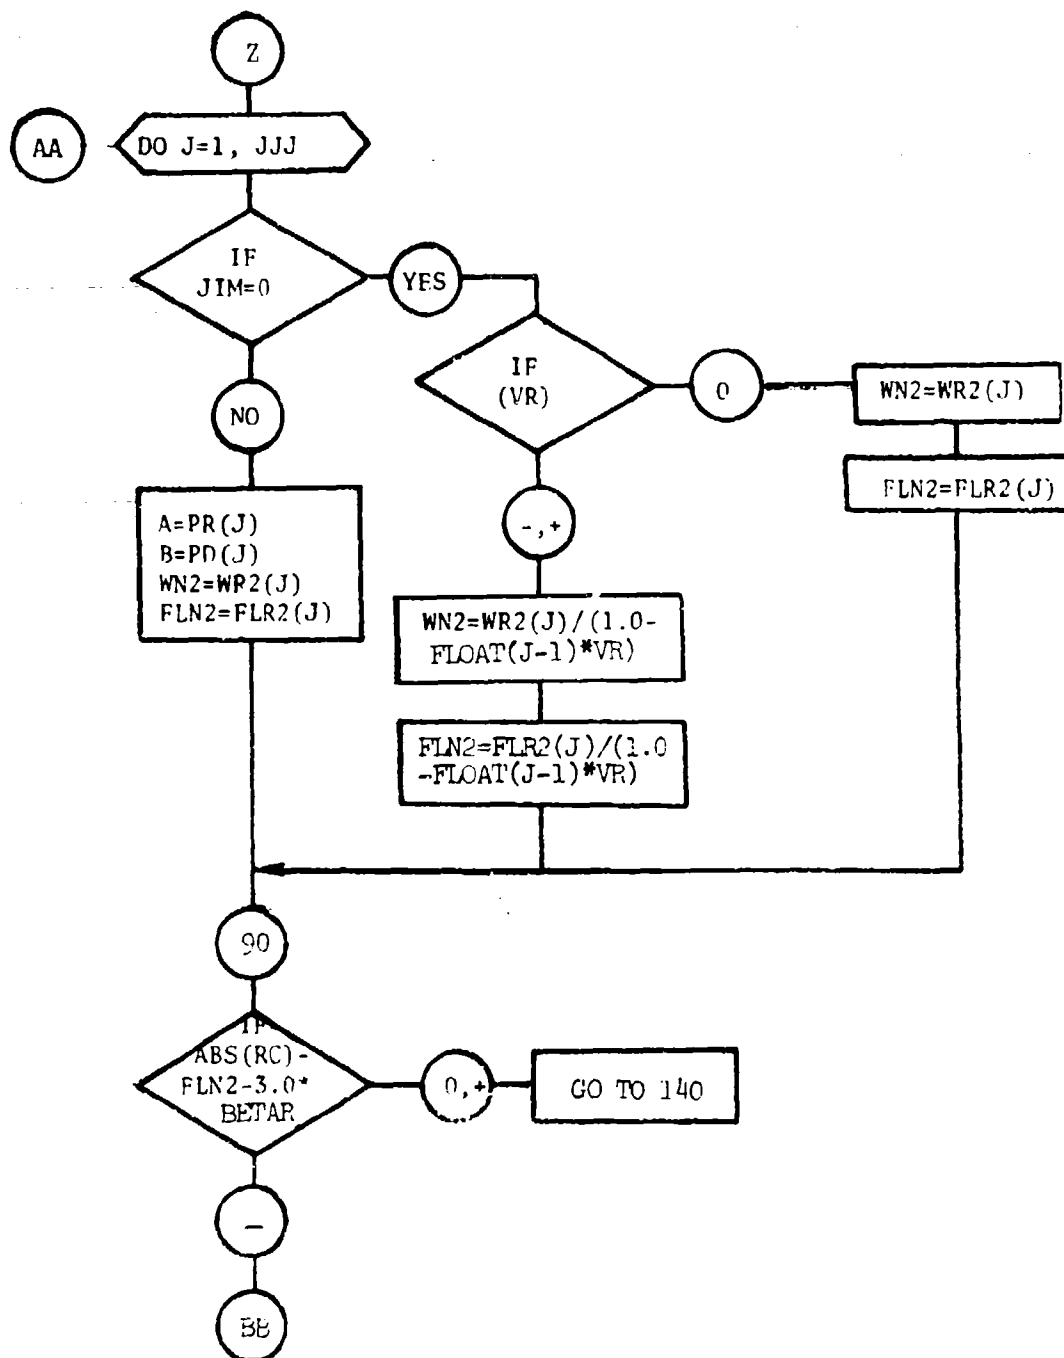 Z
AA
DO J=1, JJJ
IF
JIM=0
YES
NO
IF
(VR)
0
WN2=WR2(J)
FLN2=FLR2(J)
-,+
A=PR(J)
B=PD(J)
WN2=WR2(J)
FLN2=FLR2(J)
WN2=WR2(J)/(1.0-
FLOAT(J-1)*VR)
FLN2=FLR2(J)/(1.0
-FLOAT(J-1)*VR)
90
IF
ABS(RC)-
FLN2-3.0*
BETAR
0,+
GO TO 140
-
BB